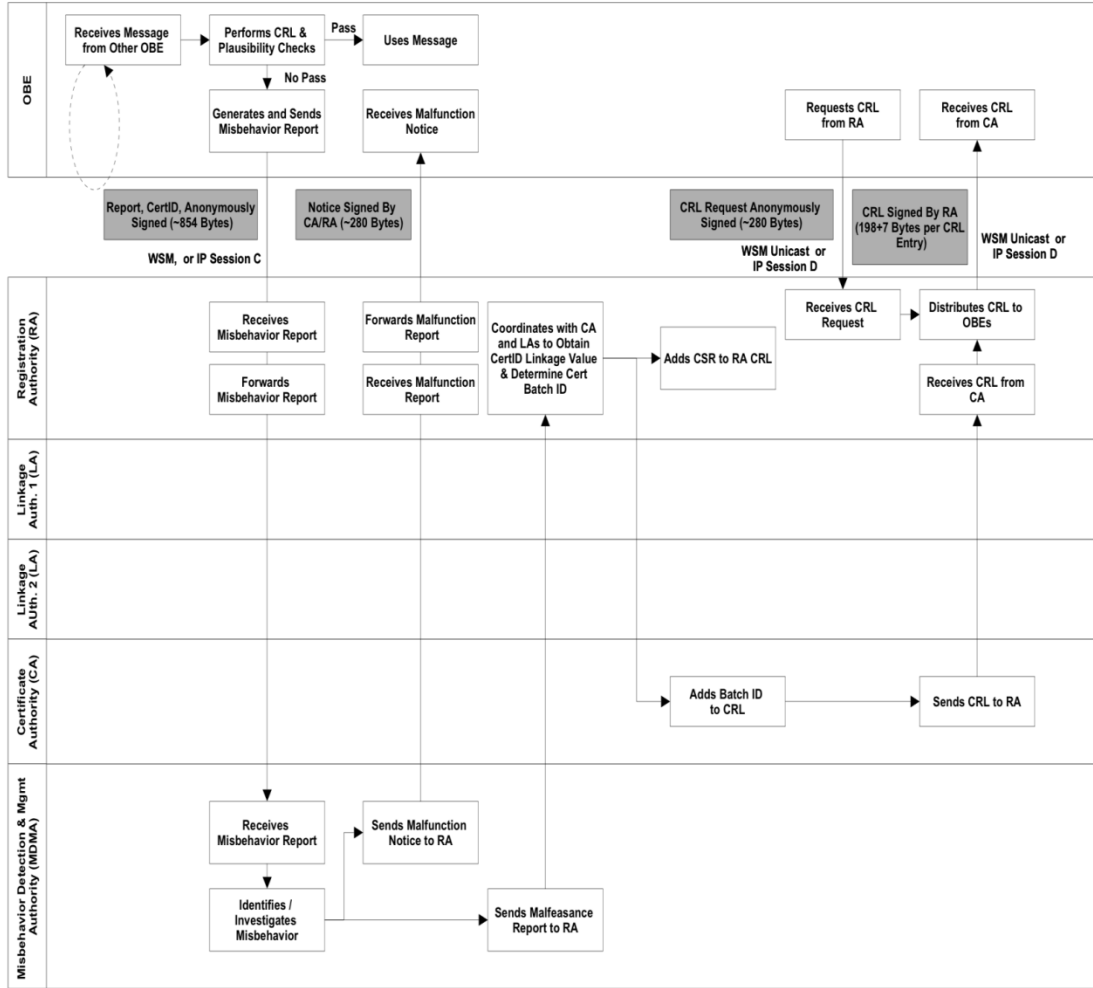 OBE
Receives Message
from Other OBE
Performs CRL &
Plausibility Checks
Pass
Uses Message
No Pass
Generates and Sends
Misbehavior Report
Receives Malfunction
Notice
Requests CRL
from RA
Receives CRL
from CA
Report, CertID, Anonymously
Signed (~854 Bytes)
Notice Signed By
CA/RA (~280 Bytes)
CRL Request Anonymously
Signed (~280 Bytes)
CRL Signed By RA
(198+7 Bytes per CRL
Entry)
WSM, or IP Session C
WSM Unicast or
IP Session D
WSM Unicast or
IP Session D
Registration
Authority (RA)
Receives
Misbehavior Report
Forwards
Misbehavior Report
Forwards Malfunction
Report
Receives Malfunction
Report
Coordinates with CA
and LAs to Obtain
CertID Linkage Value
& Determine Cert
Batch ID
Adds CSR to RA CRL
Receives CRL
Request
Distributes CRL to
OBEs
Receives CRL from
CA
Linkage
Auth. 1 (LA)
Linkage
AUth. 2 (LA)
Certificate
Authority (CA)
Adds Batch ID
to CRL
Sends CRL to RA
Misbehavior Detection & Mgmt
Authority (MDMA)
Receives
Misbehavior Report
Sends Malfunction
Notice to RA
Identifies /
Investigates
Misbehavior
Sends Malfeasance
Report to RA